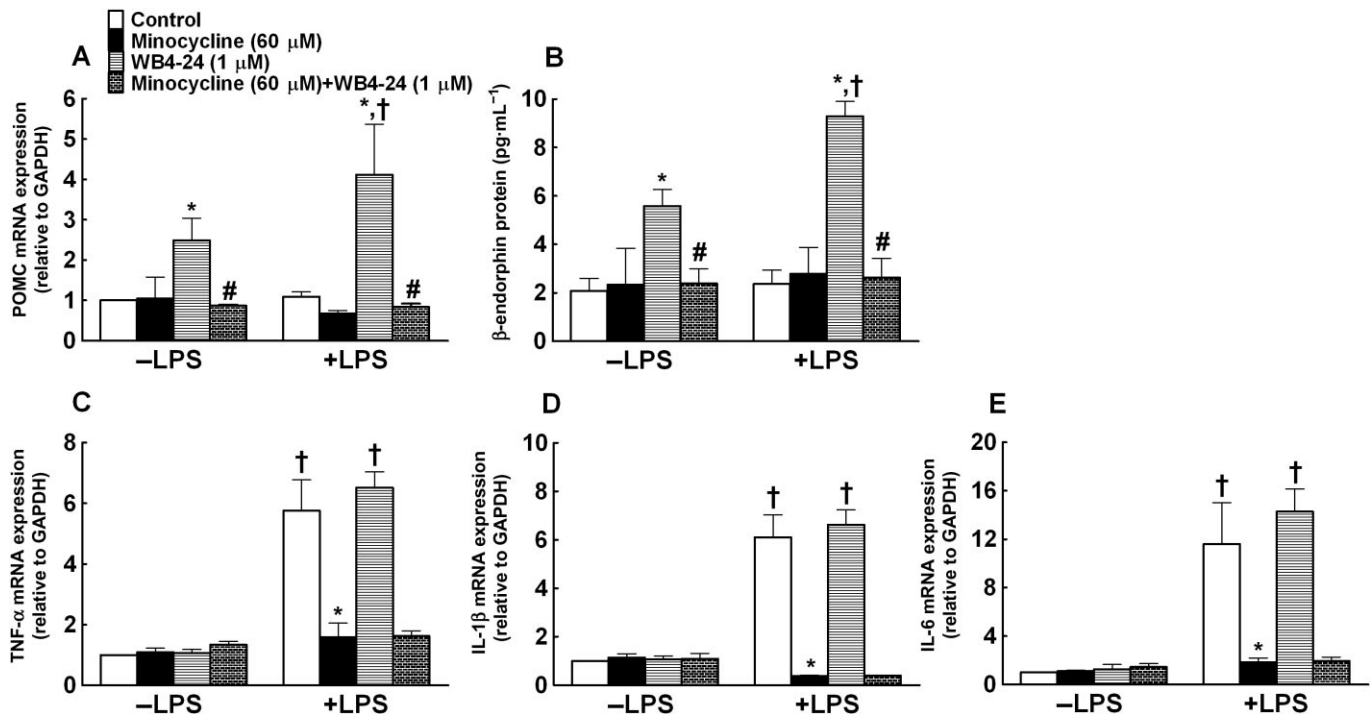 Control
Minocycline (60 μM)
WB4-24 (1 μM)
Minocycline (60 μM)+WB4-24 (1 μM)
A
POMC mRNA expression
(relative to GAPDH)
6
5
4
3
2
1
0
*
#
*,†
#
–LPS
+LPS
B
β-endorphin protein (pg·mL⁻¹)
10
8
6
4
2
0
*
#
*,†
#
–LPS
+LPS
C
TNF-α mRNA expression
(relative to GAPDH)
8
6
4
2
0
†
*
†
–LPS
+LPS
D
IL-1β mRNA expression
(relative to GAPDH)
10
8
6
4
2
0
†
*
†
–LPS
+LPS
E
IL-6 mRNA expression
(relative to GAPDH)
20
16
12
8
4
0
†
*
†
–LPS
+LPS